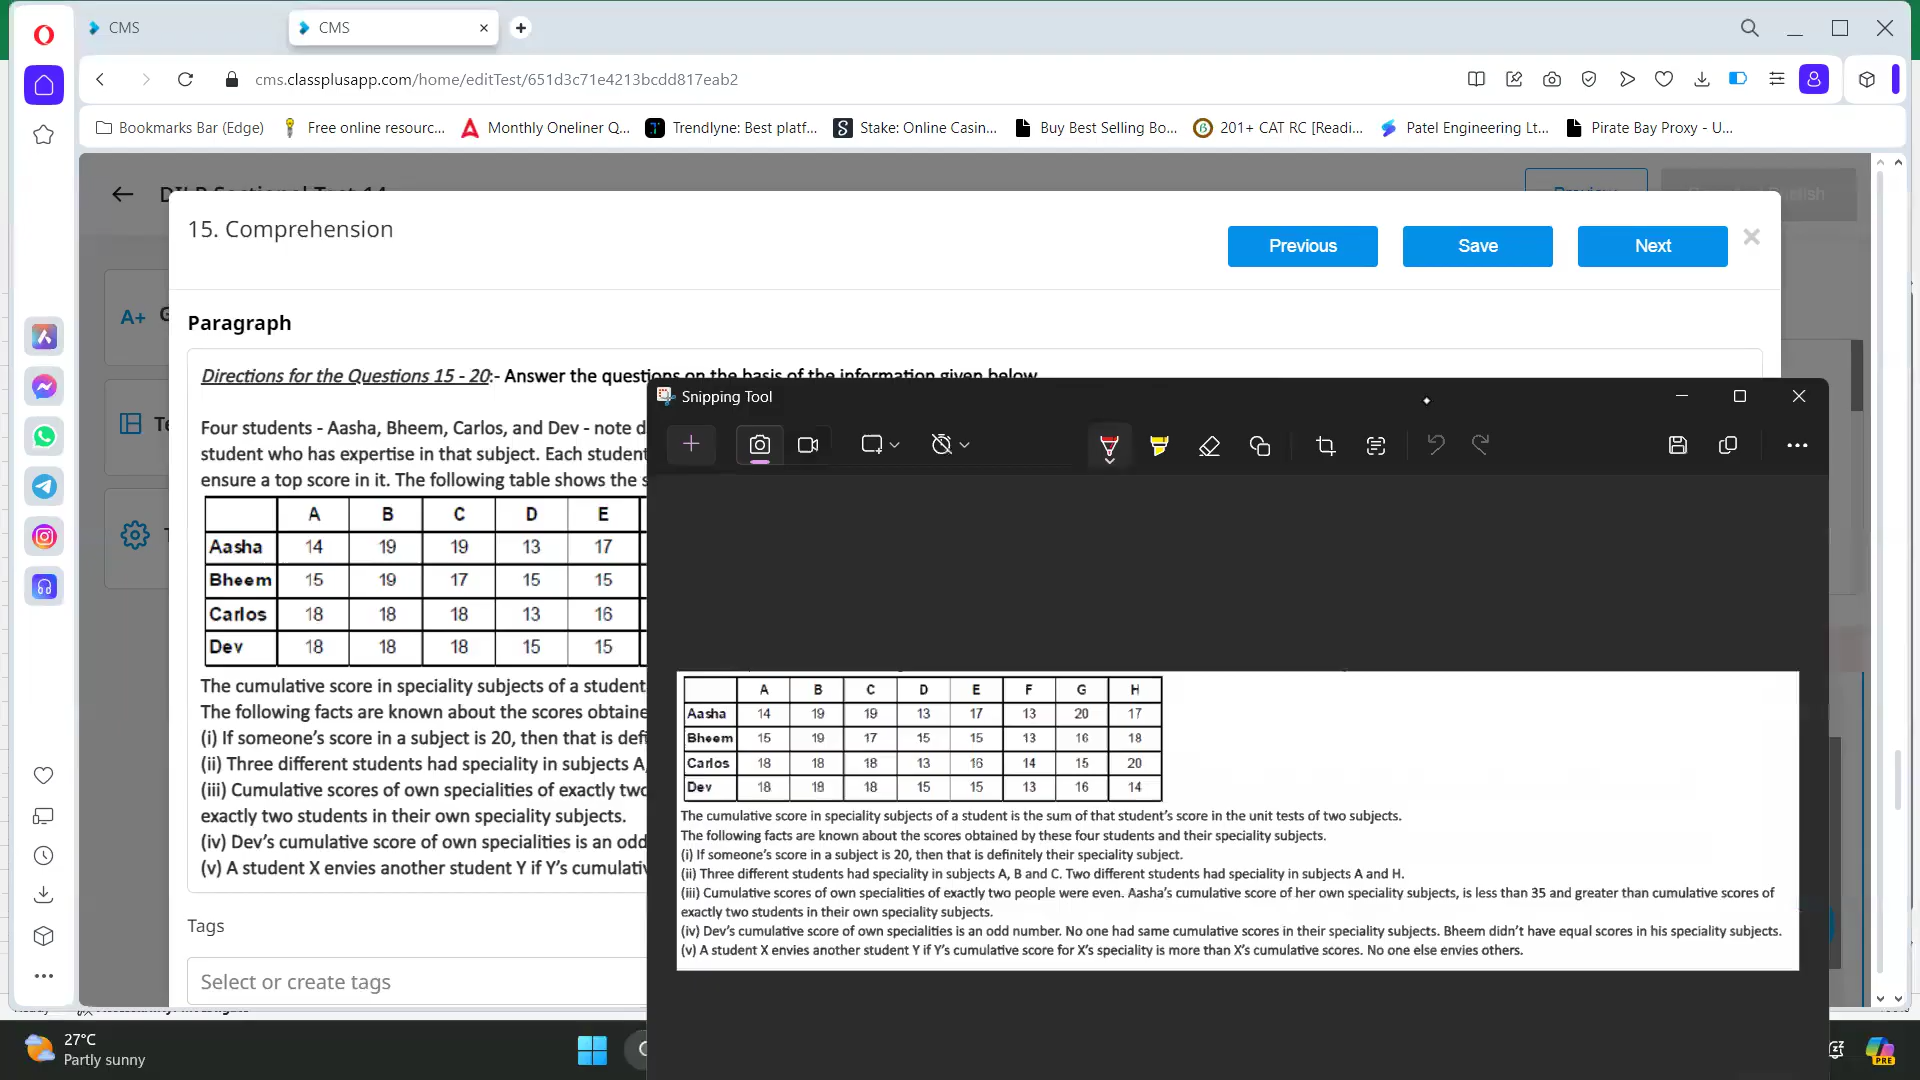 CMS
CMS
cms.classplusapp.com/home/editTest/651d3c71e4213bcdd817eab2
Bookmarks Bar (Edge) Free online resourc... Monthly Oneliner Q... Trendlyne: Best platf... Stake: Online Casin... Buy Best Selling Bo... 201+ CAT RC [Readi... Patel Engineering Lt... Pirate Bay Proxy - U...
15. Comprehension
Previous Save Next
A+
Paragraph
Directions for the Questions 15 - 20:- Answer the questions on the basis of the information given below
Four students - Aasha, Bheem, Carlos, and Dev - note d
student who has expertise in that subject. Each student
ensure a top score in it. The following table shows the s
A B C D E
Aasha 14 19 19 13 17
Bheem 15 19 17 15 15
Carlos 18 18 18 13 16
Dev 18 18 18 15 15
The cumulative score in speciality subjects of a student
The following facts are known about the scores obtaine
(i) If someone's score in a subject is 20, then that is defi
(ii) Three different students had speciality in subjects A,
(iii) Cumulative scores of own specialities of exactly two
exactly two students in their own speciality subjects.
(iv) Dev's cumulative score of own specialities is an odd
(v) A student X envies another student Y if Y's cumulativ
Tags
Select or create tags
Snipping Tool
A B C D E F G H
Aasha 14 19 19 13 17 13 20 17
Bheem 15 19 17 15 15 13 16 18
Carlos 18 18 18 13 16 14 15 20
Dev 18 18 18 15 15 13 16 14
The cumulative score in speciality subjects of a student is the sum of that student's score in the unit tests of two subjects.
The following facts are known about the scores obtained by these four students and their speciality subjects.
(i) If someone's score in a subject is 20, then that is definitely their speciality subject.
(ii) Three different students had speciality in subjects A, B and C. Two different students had speciality in subjects A and H.
(iii) Cumulative scores of own specialities of exactly two people were even. Aasha's cumulative score of her own speciality subjects, is less than 35 and greater than cumulative scores of
exactly two students in their own speciality subjects.
(iv) Dev's cumulative score of own specialities is an odd number. No one had same cumulative scores in their speciality subjects. Bheem didn't have equal scores in his speciality subjects.
(v) A student X envies another student Y if Y's cumulative score for X's speciality is more than X's cumulative scores. No one else envies others.
27°C
Partly sunny
PRE